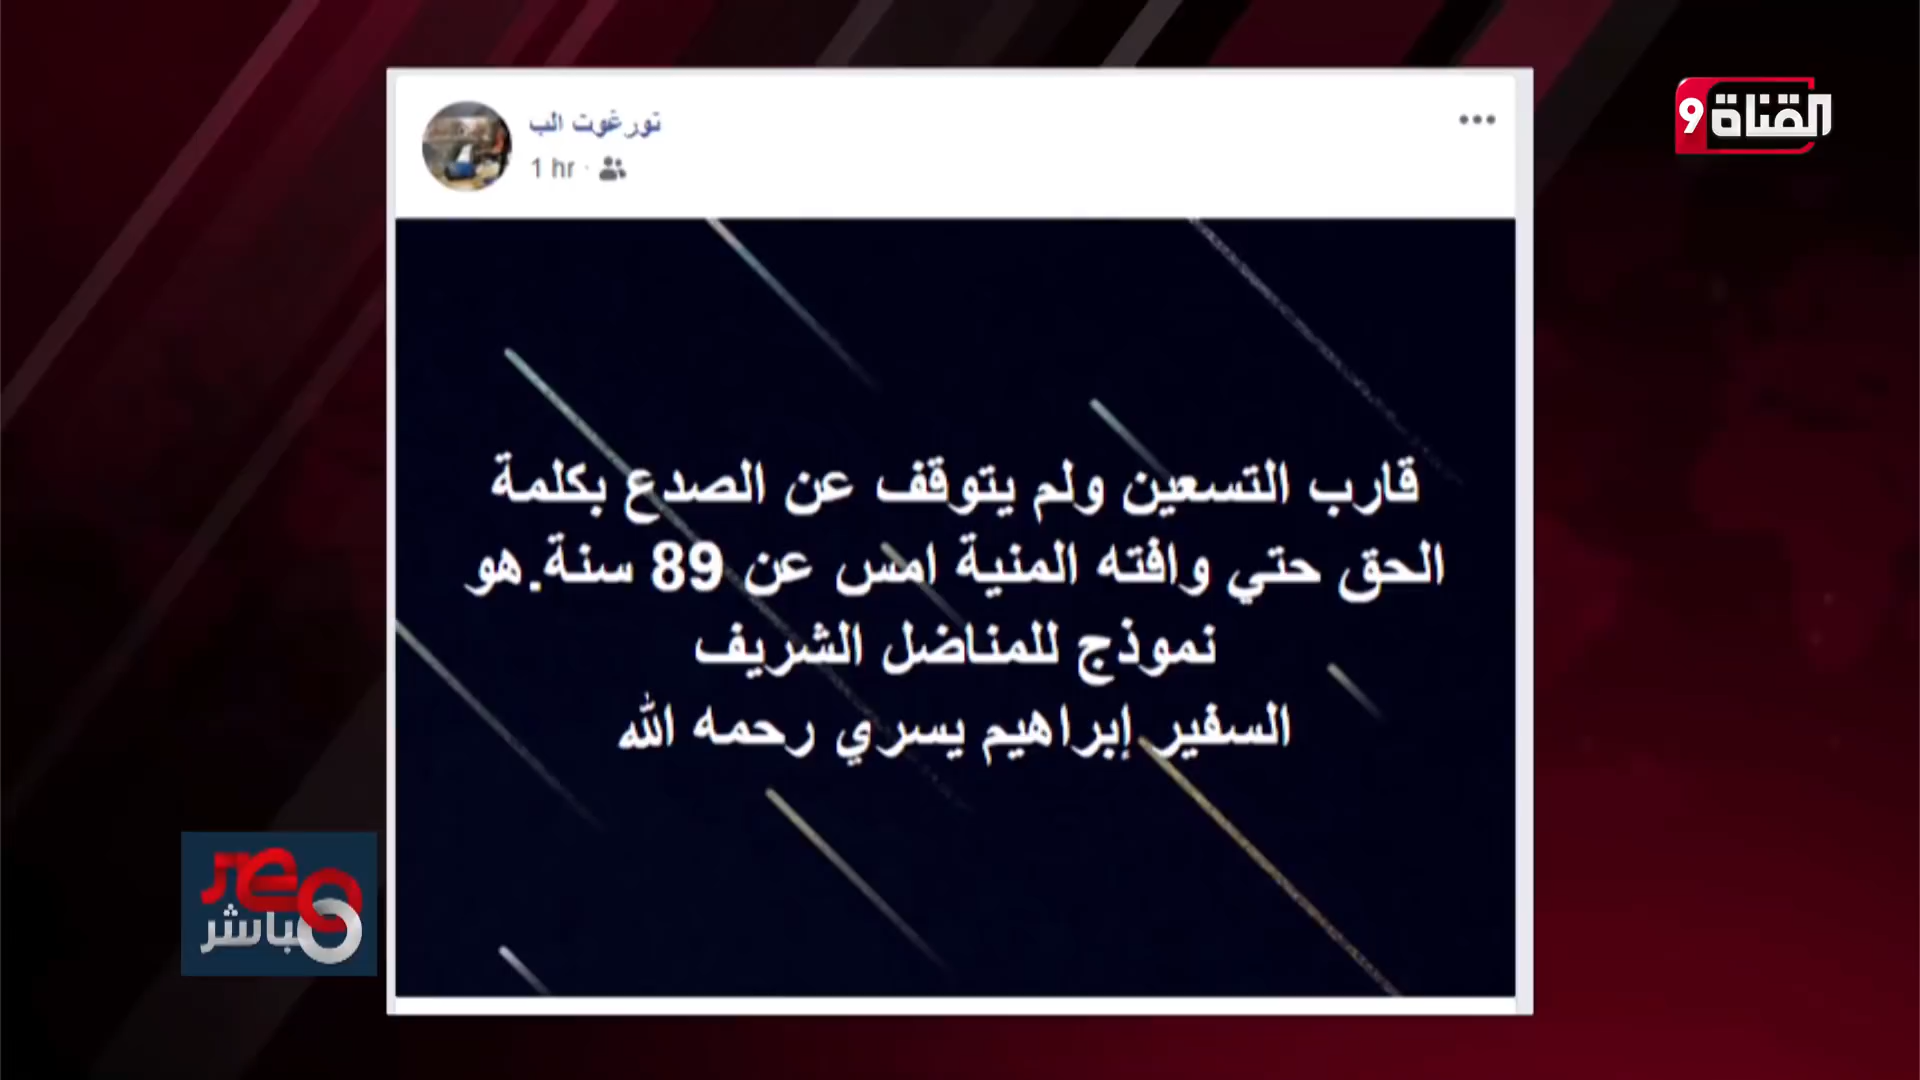 القناة 9
تورغوت الب
1 hr ·
قارب التسعين ولم يتوقف عن الصدع بكلمة
الحق حتي وافته المنية امس عن 89 سنة.هو
نموذج للمناضل الشريف
السفير إبراهيم يسري رحمه الله
مصر
مباشر